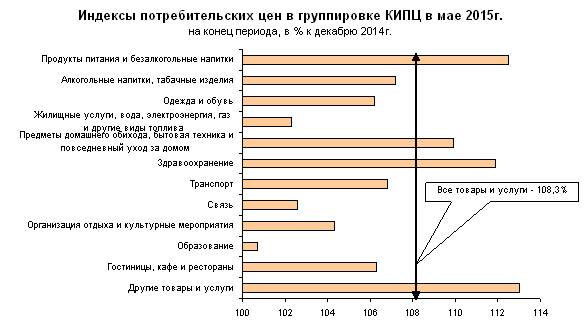 Индексы потребительских цен в группировке КИПЦ в мае 2015г.
на конец периода, в % к декабрю 2014г.
Продукты питания и безалкогольные напитки
Алкогольные напитки, табачные изделия
Одежда и обувь
Жилищные услуги, вода, электроэнергия, газ
и другие виды топлива
Предметы домашнего обихода, бытовая техника и
повседневный уход за домом
Здравоохранение
Транспорт
Связь
Организация отдыха и культурные мероприятия
Образование
Гостиницы, кафе и рестораны
Другие товары и услуги
Все товары и услуги - 108,3%
100 102 104 106 108 110 112 114